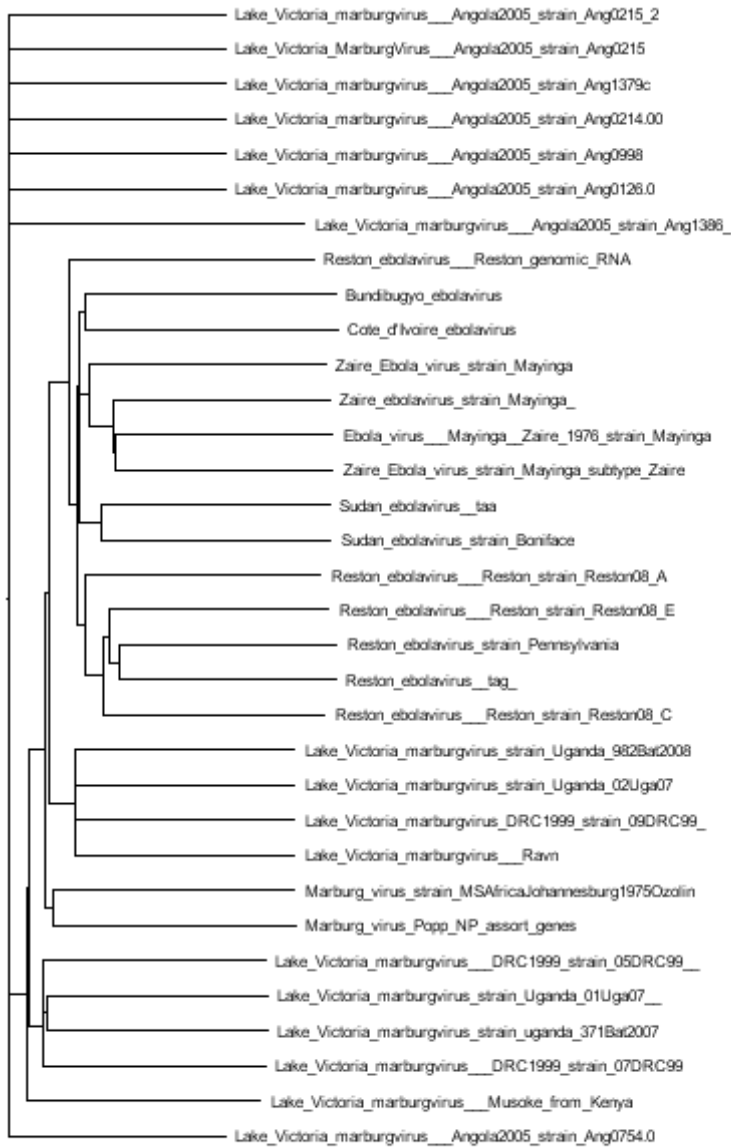 Lake_Victoria_marburgvirus___Angola2005_strain_Ang0215_2
Lake_Victoria_MarburgVirus___Angola2005_strain_Ang0215
Lake_Victoria_marburgvirus___Angola2005_strain_Ang1379c
Lake_Victoria_marburgvirus___Angola2005_strain_Ang0214.00
Lake_Victoria_marburgvirus___Angola2005_strain_Ang0998
Lake_Victoria_marburgvirus___Angola2005_strain_Ang0126.0
Lake_Victoria_marburgvirus___Angola2005_strain_Ang1386_
Reston_ebolavirus___Reston_genomic_RNA
Bundibugyo_ebolavirus
Cote_d'Ivoire_ebolavirus
Zaire_Ebola_virus_strain_Mayinga
Zaire_ebolavirus_strain_Mayinga_
Ebola_virus___Mayinga__Zaire_1976_strain_Mayinga
Zaire_Ebola_virus_strain_Mayinga_subtype_Zaire
Sudan_ebolavirus__taa
Sudan_ebolavirus_strain_Boniface
Reston_ebolavirus___Reston_strain_Reston08_A
Reston_ebolavirus___Reston_strain_Reston08_E
Reston_ebolavirus_strain_Pennsylvania
Reston_ebolavirus__tag_
Reston_ebolavirus___Reston_strain_Reston08_C
Lake_Victoria_marburgvirus_strain_Uganda_982Bat2008
Lake_Victoria_marburgvirus_strain_Uganda_02Uga07
Lake_Victoria_marburgvirus_DRC1999_strain_09DRC99_
Lake_Victoria_marburgvirus___Ravn
Marburg_virus_strain_MSAfricaJohannesburg1975Ozolin
Marburg_virus_Popp_NP_assort_genes
Lake_Victoria_marburgvirus___DRC1999_strain_05DRC99__
Lake_Victoria_marburgvirus_strain_Uganda_01Uga07__
Lake_Victoria_marburgvirus_strain_uganda_371Bat2007
Lake_Victoria_marburgvirus___DRC1999_strain_07DRC99
Lake_Victoria_marburgvirus___Musoke_from_Kenya
Lake_Victoria_marburgvirus___Angola2005_strain_Ang0754.0